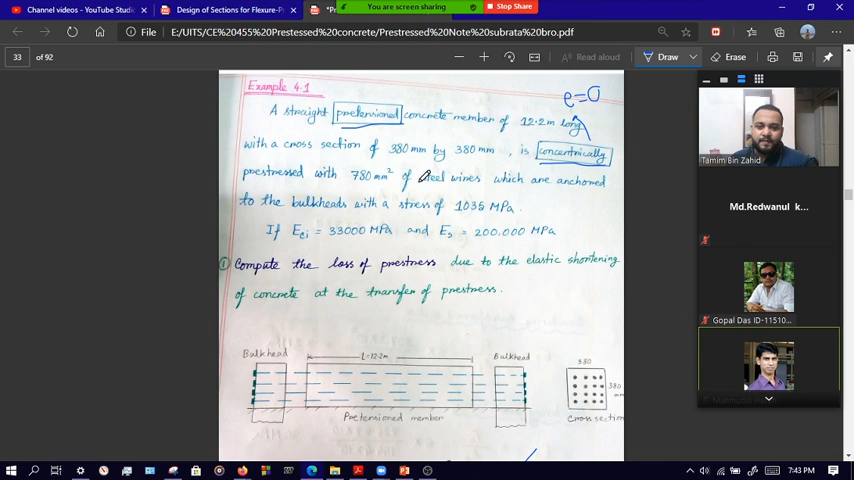 Channel videos - YouTube Studio
Design of Sections for Flexure-Pr
You are screen sharing
Stop Share
File
E:/UITS/CE%20455%20Prestessed%20concrete/Prestressed%20Note%20subrata%20bro.pdf
33 of 92
Read aloud
Draw
Erase
Example 4.1
e=0
A straight pretensioned concrete member of 12.2m long
with a cross section of 380 mm by 380 mm, is concentrically
prestressed with 780 mm² of steel wires which are anchored
to the bulkheads with a stress of 1035 MPa.
If Eci = 33000 MPa and Es = 200,000 MPa
① Compute the loss of prestress due to the elastic shortening
of concrete at the transfer of prestress.
Bulkhead
L=12.2m
Bulkhead
380
380
mm
Pretensioned member
Cross section
Tamim Bin Zahid
Md.Redwanul k...
Gopal Das ID-11510...
7:43 PM